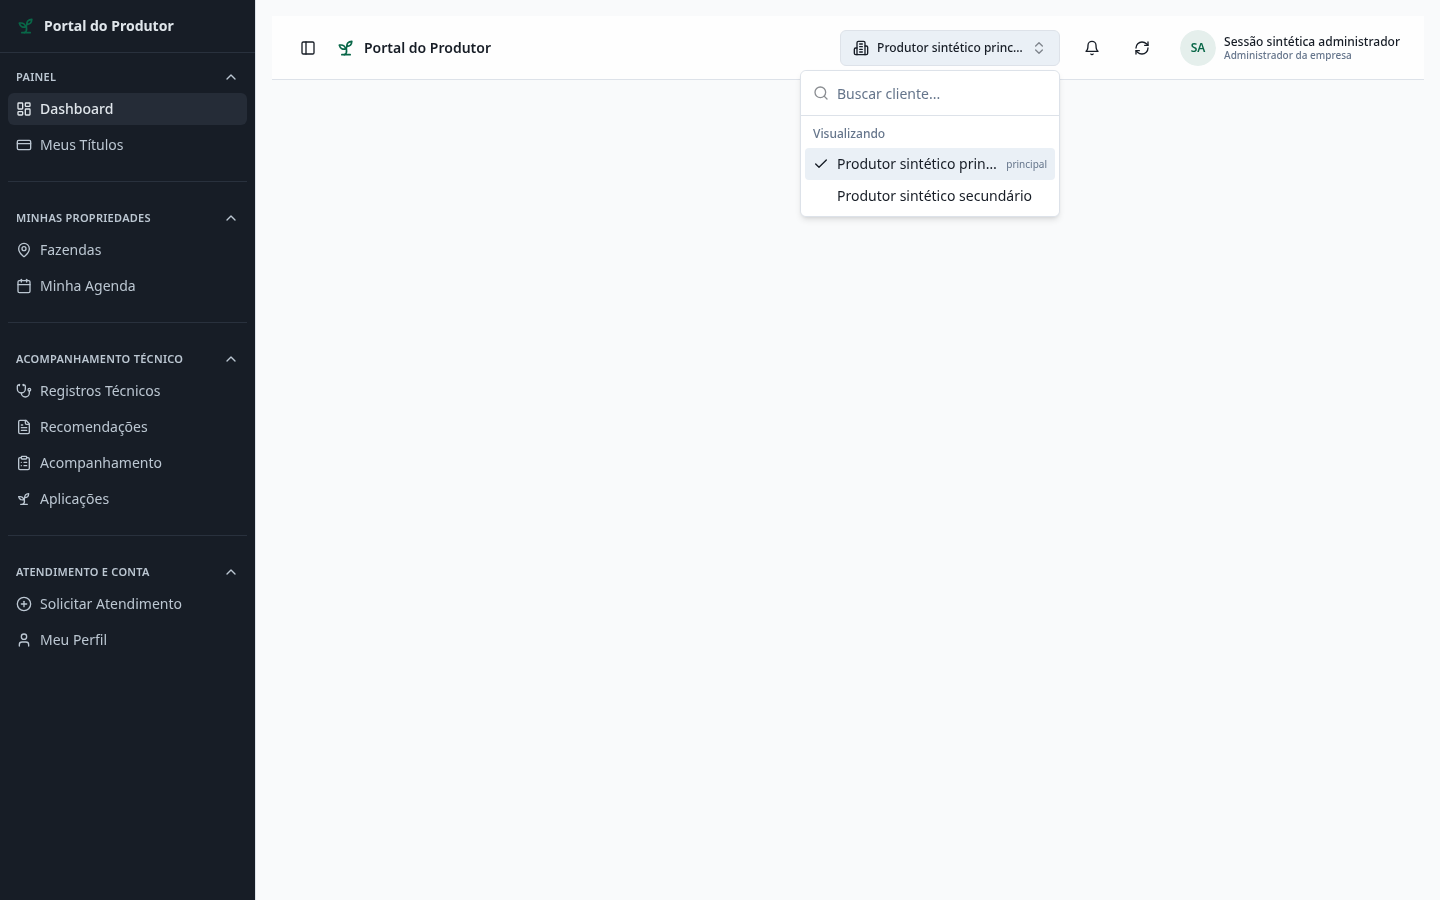 Portal do Produtor
PAINEL
Dashboard
Meus Títulos
MINHAS PROPRIEDADES
Fazendas
Minha Agenda
ACOMPANHAMENTO TÉCNICO
Registros Técnicos
Recomendações
Acompanhamento
Aplicações
ATENDIMENTO E CONTA
Solicitar Atendimento
Meu Perfil
Portal do Produtor
Produtor sintético princ...
SA
Sessão sintética administrador
Administrador da empresa
Buscar cliente...
Visualizando
Produtor sintético prin... principal
Produtor sintético secundário